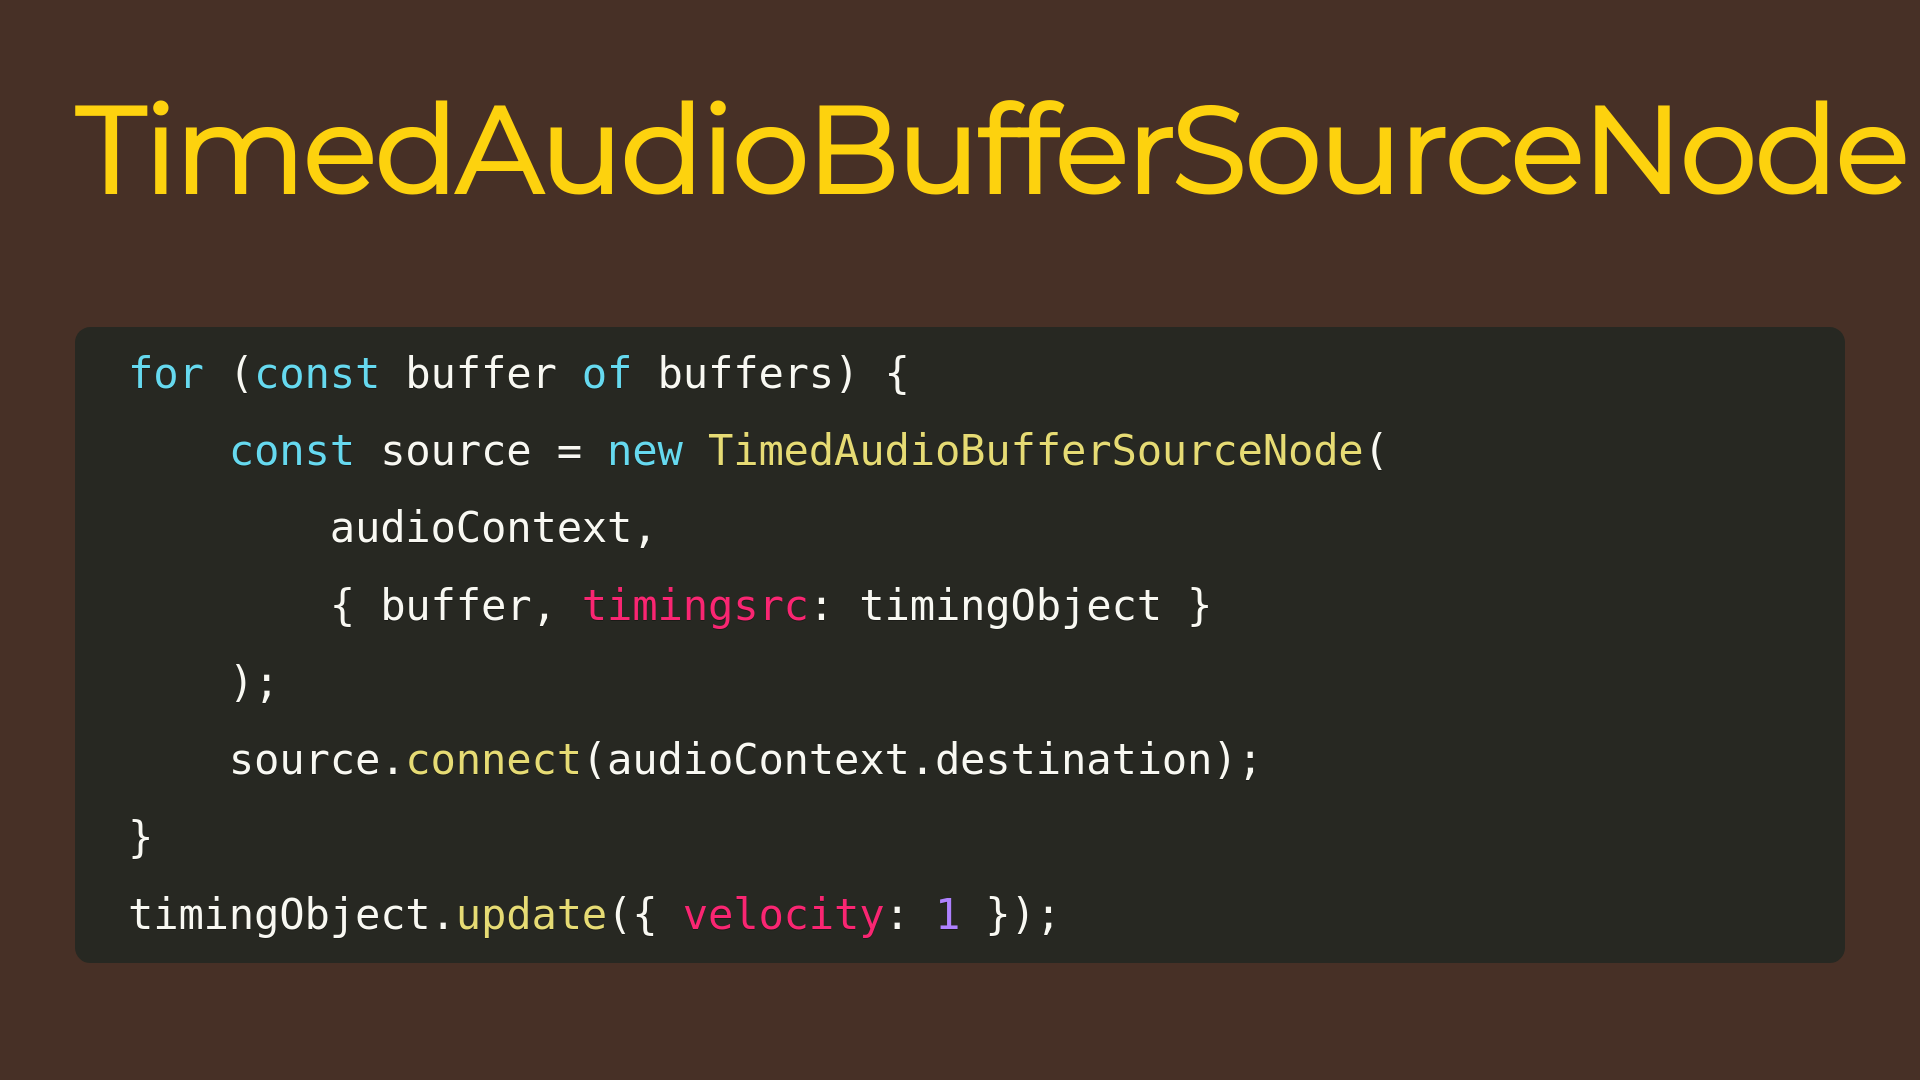 TimedAudioBufferSourceNode
for (const buffer of buffers) {
    const source = new TimedAudioBufferSourceNode(
        audioContext,
        { buffer, timingsrc: timingObject }
    );
    source.connect(audioContext.destination);
}
timingObject.update({ velocity: 1 });